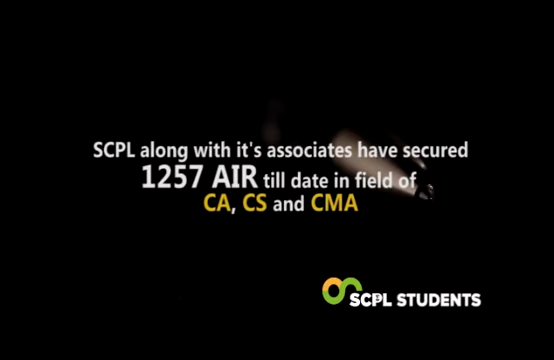 SCPL along with it's associates have secured
1257 AIR till date in field of
CA, CS and CMA
SCPL STUDENTS